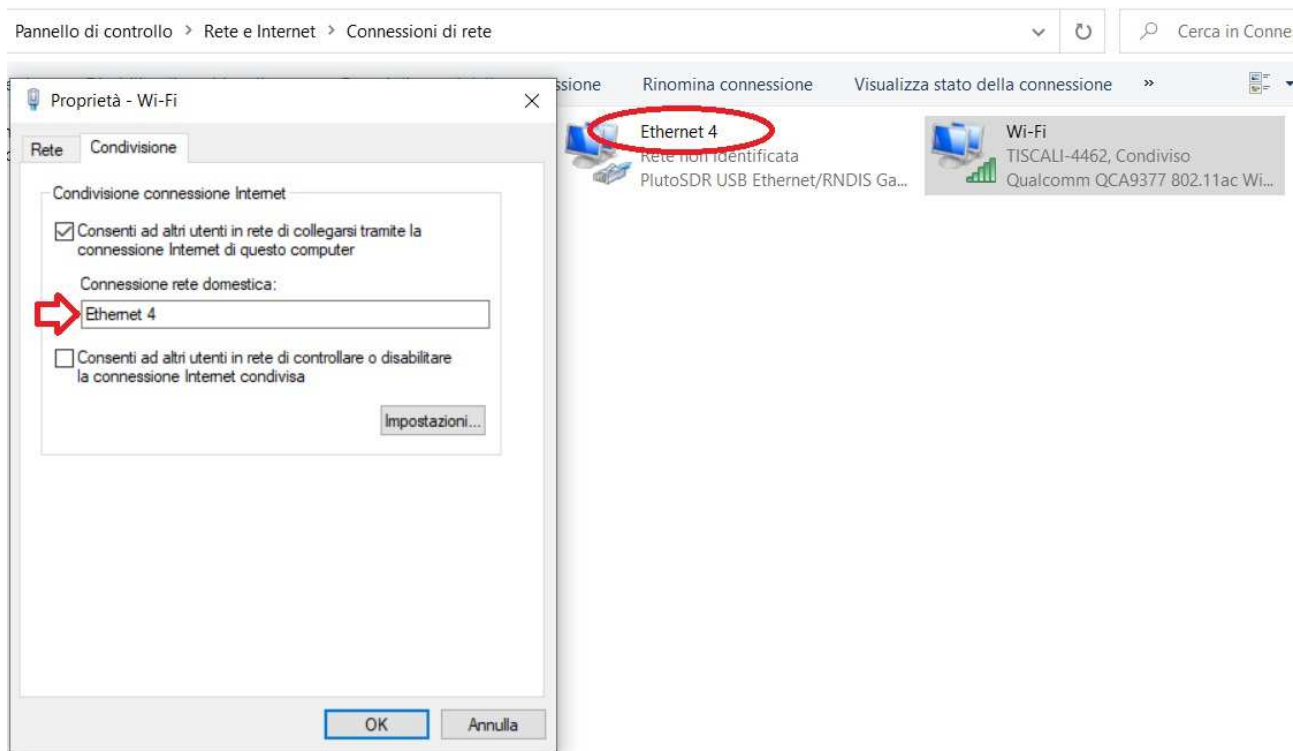 Pannello di controllo > Rete e Internet > Connessioni di rete
Cerca in Conne
ssione Rinomina connessione Visualizza stato della connessione »
Proprietà - Wi-Fi
Rete Condivisione
Condivisione connessione Internet
Consenti ad altri utenti in rete di collegarsi tramite la
connessione Internet di questo computer
Connessione rete domestica:
Ethernet 4
Consenti ad altri utenti in rete di controllare o disabilitare
la connessione Internet condivisa
Impostazioni...
OK Annulla
Ethernet 4
Rete non identificata
PlutoSDR USB Ethernet/RNDIS Ga...
Wi-Fi
TISCALI-4462, Condiviso
Qualcomm QCA9377 802.11ac Wi...